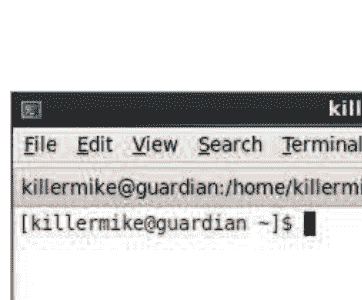 kill
File Edit View Search Terminal
killermike@guardian:/home/killermi
[killermike@guardian ~]$